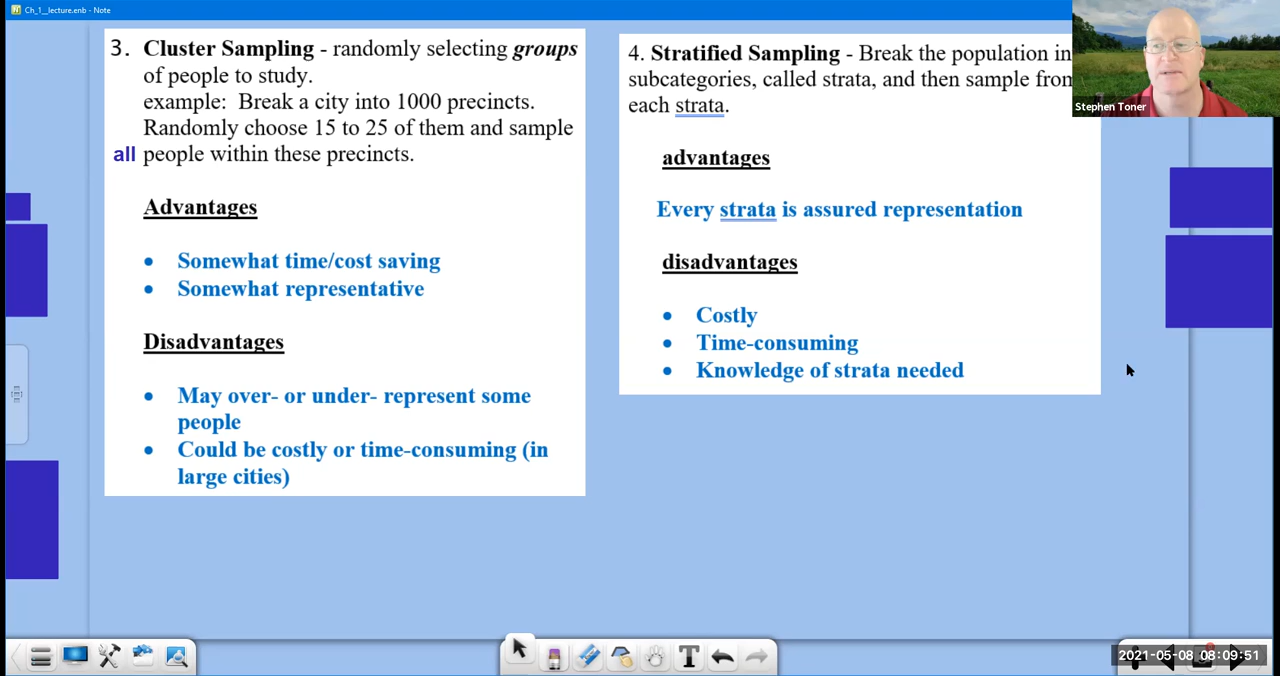 Ch_1__lecture.enb - Note
3. Cluster Sampling - randomly selecting groups
of people to study.
example: Break a city into 1000 precincts.
Randomly choose 15 to 25 of them and sample
all people within these precincts.
Advantages
• Somewhat time/cost saving
• Somewhat representative
Disadvantages
• May over- or under- represent some
people
• Could be costly or time-consuming (in
large cities)
4. Stratified Sampling - Break the population in
subcategories, called strata, and then sample from
each strata.
advantages
Every strata is assured representation
disadvantages
• Costly
• Time-consuming
• Knowledge of strata needed
Stephen Toner
T
2021-05-08 08:09:51